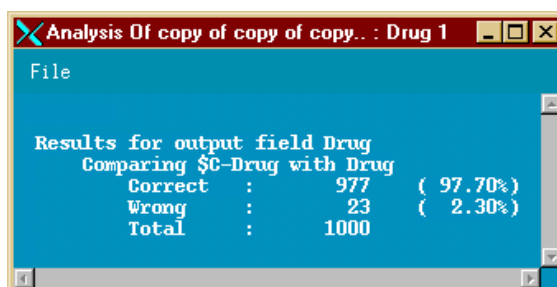 Analysis Of copy of copy of copy.. : Drug 1
File
Results for output field Drug
Comparing $C-Drug with Drug
Correct : 977 ( 97.70%)
Wrong : 23 ( 2.30%)
Total : 1000